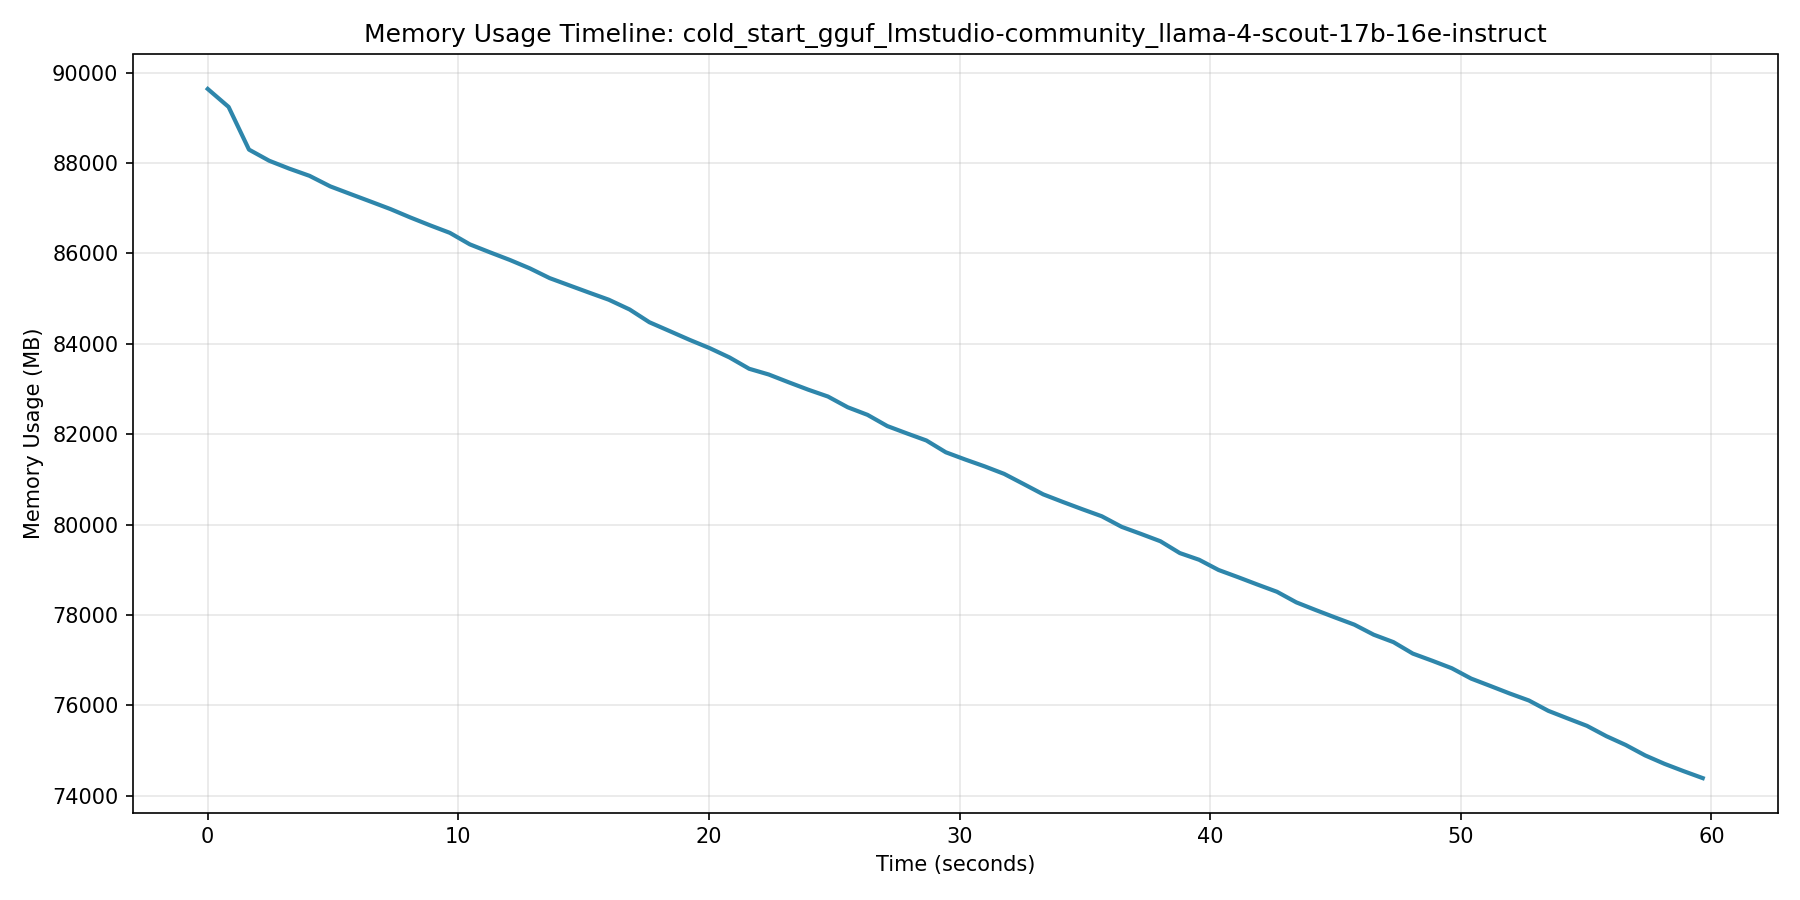 Memory Usage Timeline: cold_start_gguf_lmstudio-community_llama-4-scout-17b-16e-instruct
Memory Usage (MB)
90000
88000
86000
84000
82000
80000
78000
76000
74000
0 10 20 30 40 50 60
Time (seconds)